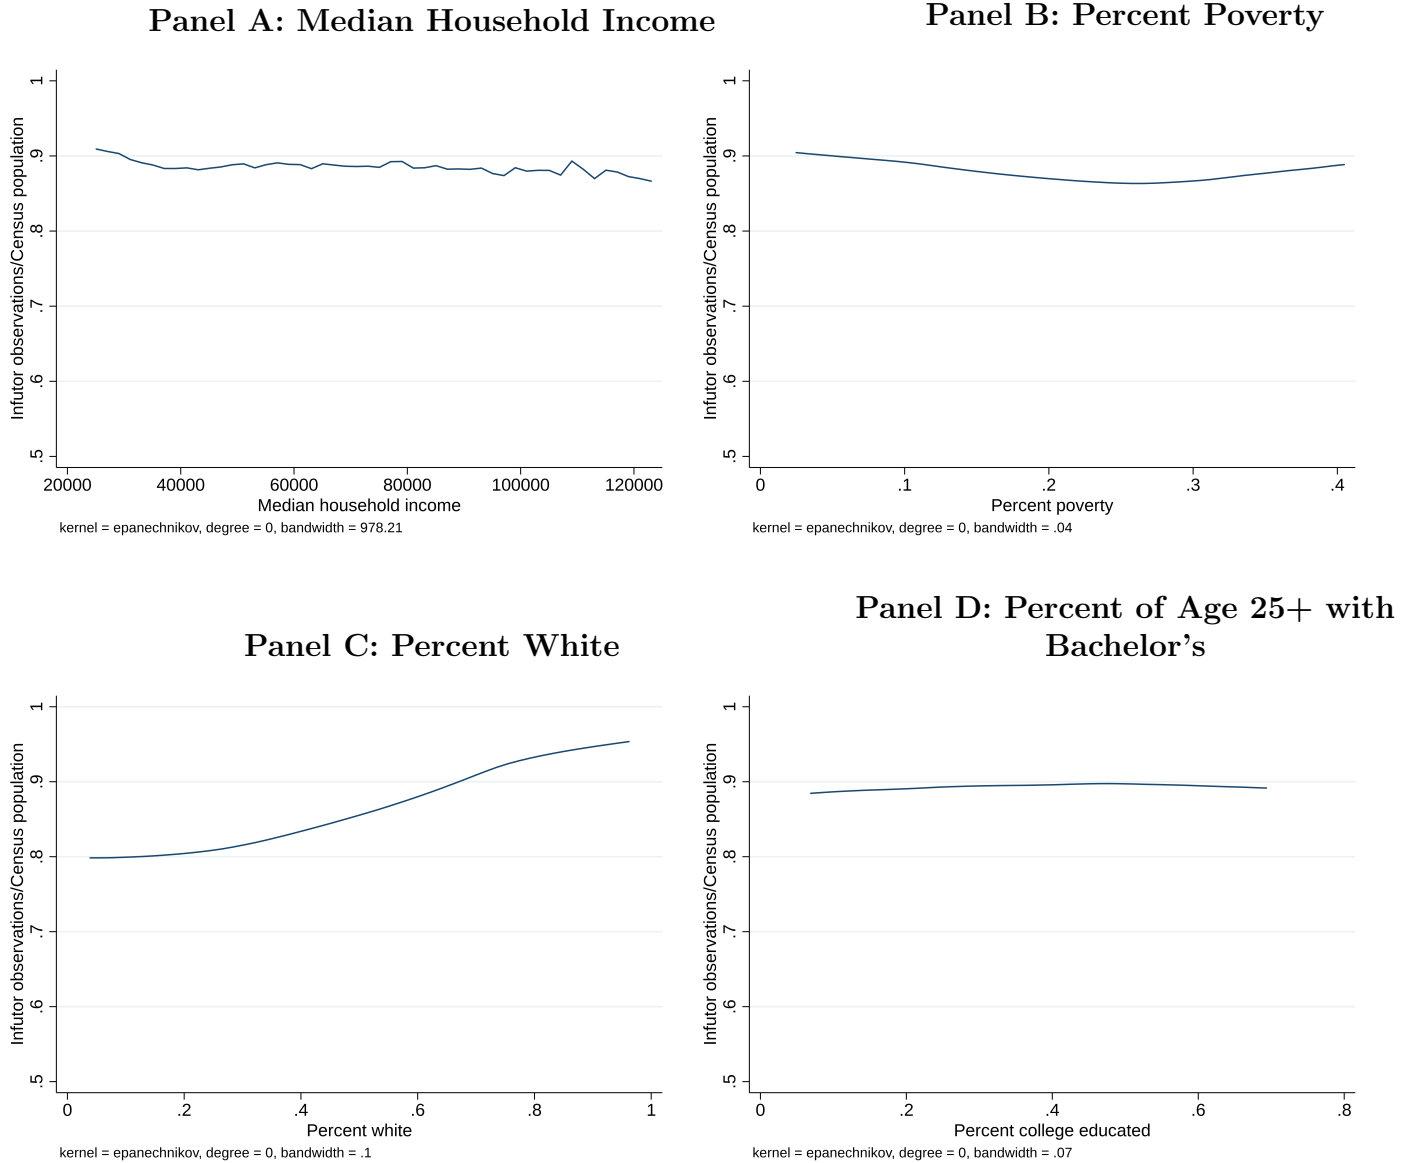 Panel A: Median Household Income
Infutor observations/Census population
1
.9
.8
.7
.6
.5
20000 40000 60000 80000 100000 120000
Median household income
kernel = epanechnikov, degree = 0, bandwidth = 978.21
Panel B: Percent Poverty
Infutor observations/Census population
1
.9
.8
.7
.6
.5
0 .1 .2 .3 .4
Percent poverty
kernel = epanechnikov, degree = 0, bandwidth = .04
Panel C: Percent White
Infutor observations/Census population
1
.9
.8
.7
.6
.5
0 .2 .4 .6 .8 1
Percent white
kernel = epanechnikov, degree = 0, bandwidth = .1
Panel D: Percent of Age 25+ with
Bachelor's
Infutor observations/Census population
1
.9
.8
.7
.6
.5
0 .2 .4 .6 .8
Percent college educated
kernel = epanechnikov, degree = 0, bandwidth = .07